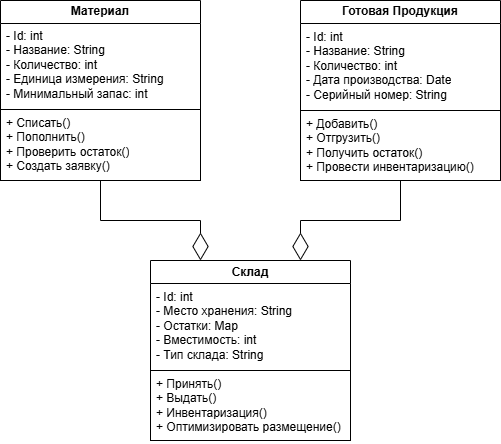 Материал
- Id: int
- Название: String
- Количество: int
- Единица измерения: String
- Минимальный запас: int
+ Списать()
+ Пополнить()
+ Проверить остаток()
+ Создать заявку()
Готовая Продукция
- Id: int
- Название: String
- Количество: int
- Дата производства: Date
- Серийный номер: String
+ Добавить()
+ Отгрузить()
+ Получить остаток()
+ Провести инвентаризацию()
Склад
- Id: int
- Место хранения: String
- Остатки: Map
- Вместимость: int
- Тип склада: String
+ Принять()
+ Выдать()
+ Инвентаризация()
+ Оптимизировать размещение()